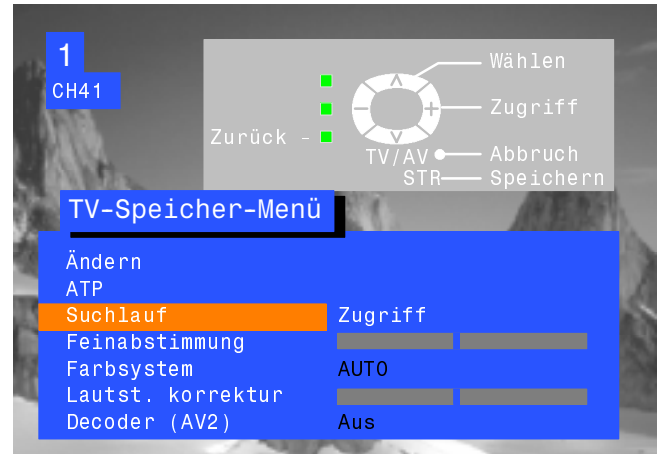 1
CH41
Wählen
Zugriff
Zurück -
TV/AV Abbruch
STR Speichern
TV-Speicher-Menü
Ändern
ATP
Suchlauf Zugriff
Feinabstimmung
Farbsystem AUTO
Lautst. korrektur
Decoder (AV2) Aus